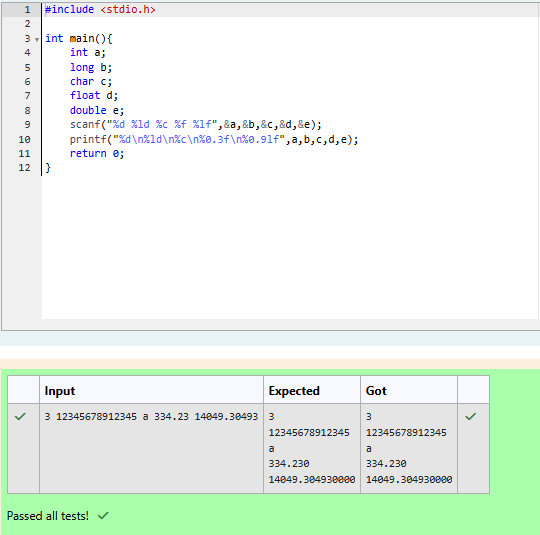 1 #include <stdio.h>
2
3 int main(){
4     int a;
5     long b;
6     char c;
7     float d;
8     double e;
9     scanf("%d %ld %c %f %lf",&a,&b,&c,&d,&e);
10     printf("%d\n%ld\n%c\n%0.3f\n%0.9lf",a,b,c,d,e);
11     return 0;
12 }
Input Expected Got
3 12345678912345 a 334.23 14049.30493 3 3
12345678912345 12345678912345
a a
334.230 334.230
14049.304930000 14049.304930000
Passed all tests!